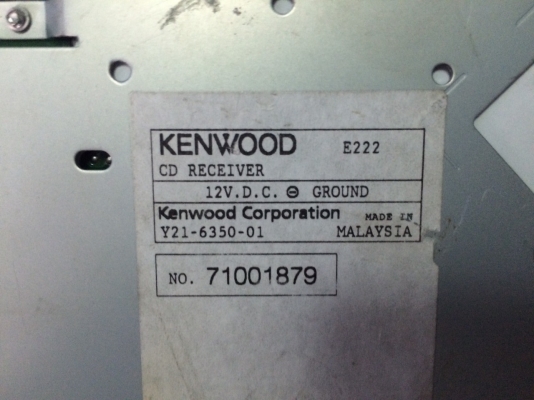 KENWOOD E222
CD RECEIVER
12V.D.C. ⊖ GROUND
Kenwood Corporation MADE IN
Y21-6350-01 MALAYSIA
NO. 71001879